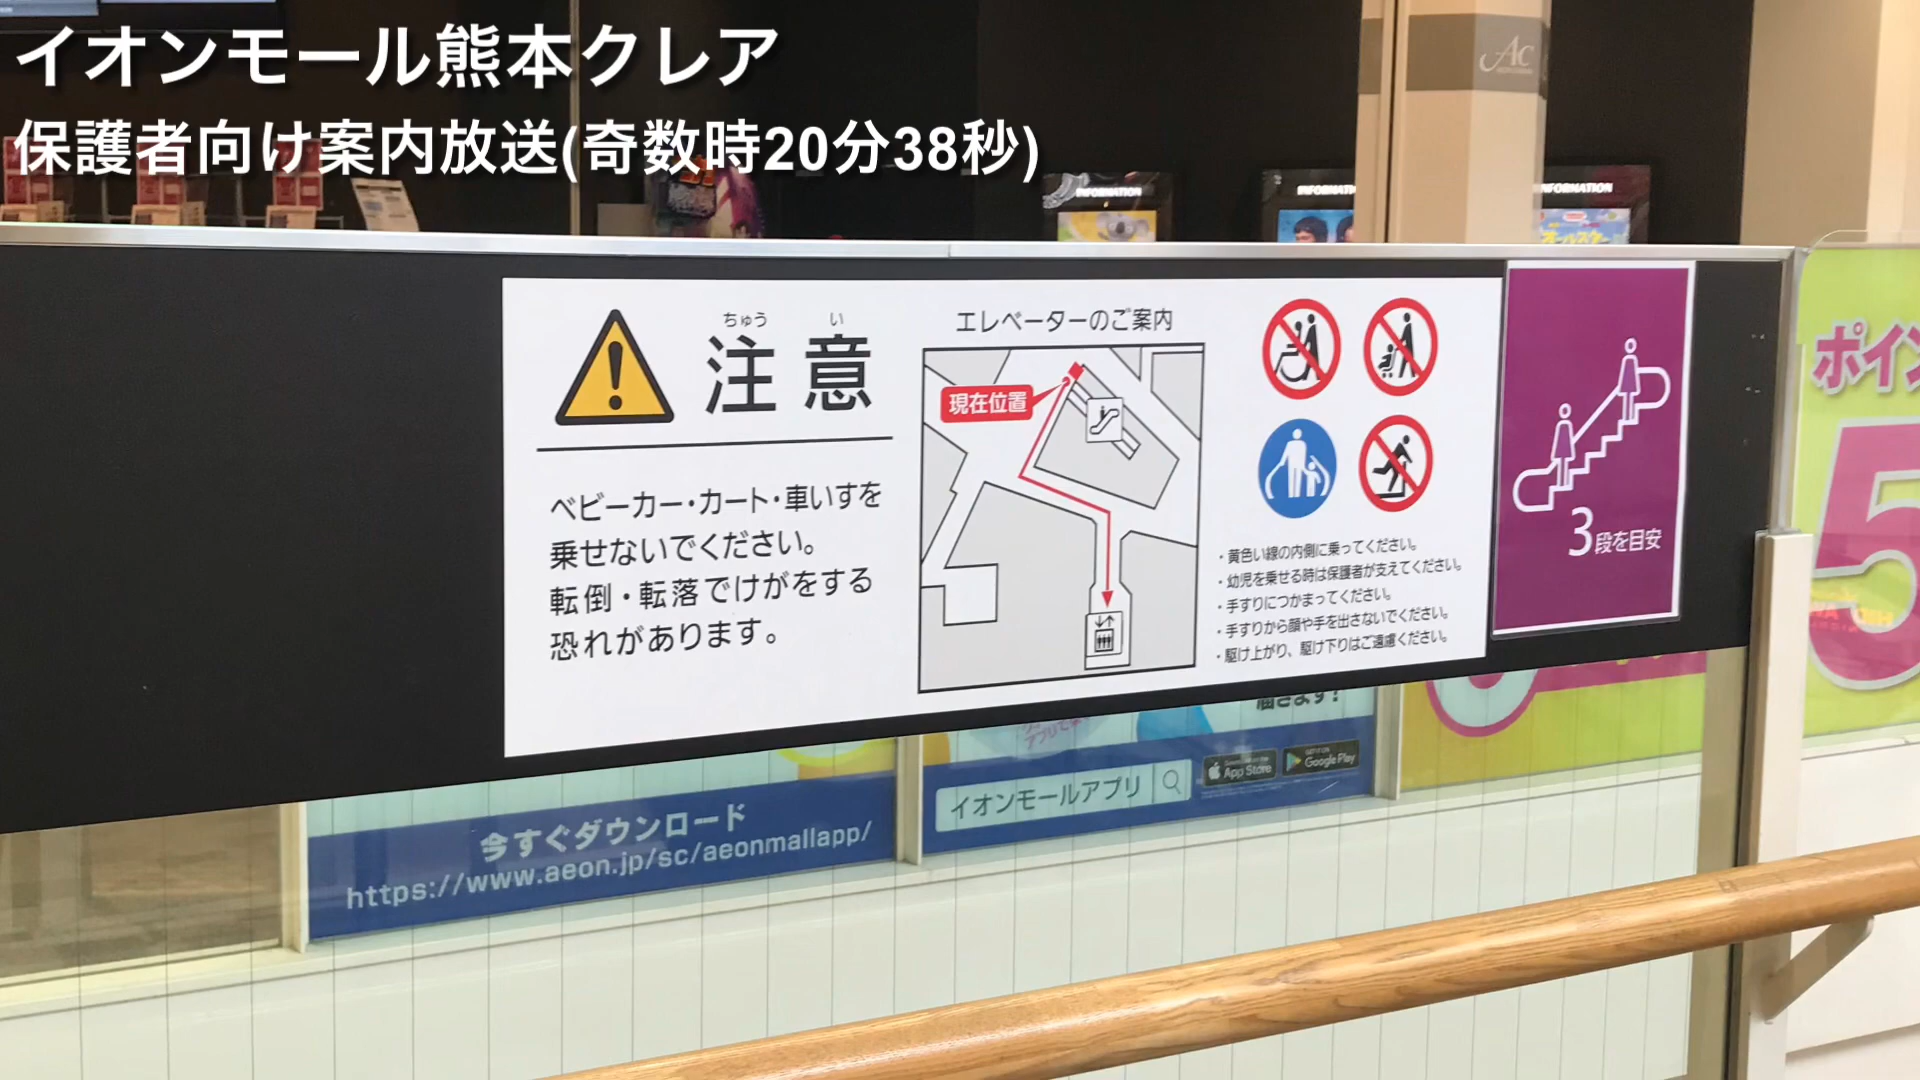 イオンモール熊本クレア
保護者向け案内放送(奇数時20分38秒)
Ac
INFORMATION
INFORMATION
INFORMATION
ちゅう い
注意
ベビーカー・カート・車いすを
乗せないでください。
転倒・転落でけがをする
恐れがあります。
エレベーターのご案内
現在位置
・黄色い線の内側に乗ってください。
・幼児を乗せる時は保護者が支えてください。
・手すりにつかまってください。
・手すりから顔や手を出さないでください。
・駆け上がり、駆け下りはご遠慮ください。
3段を目安
ポイン
5
届きます!
今すぐダウンロード
https://www.aeon.jp/sc/aeonmallapp/
イオンモールアプリ
App Store
GET IT ON
Google Play